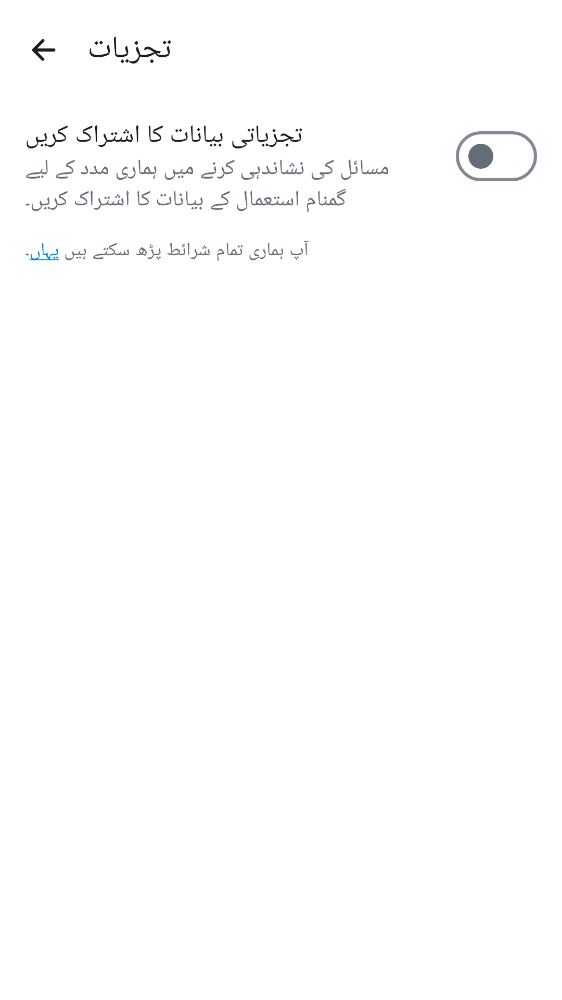 تجزیات
تجزیاتی بیانات کا اشتراک کریں
مسائل کی نشاندہی کرنے میں ہماری مدد کے لیے
گمنام استعمال کے بیانات کا اشتراک کریں۔
آپ ہماری تمام شرائط پڑھ سکتے ہیں یہاں۔